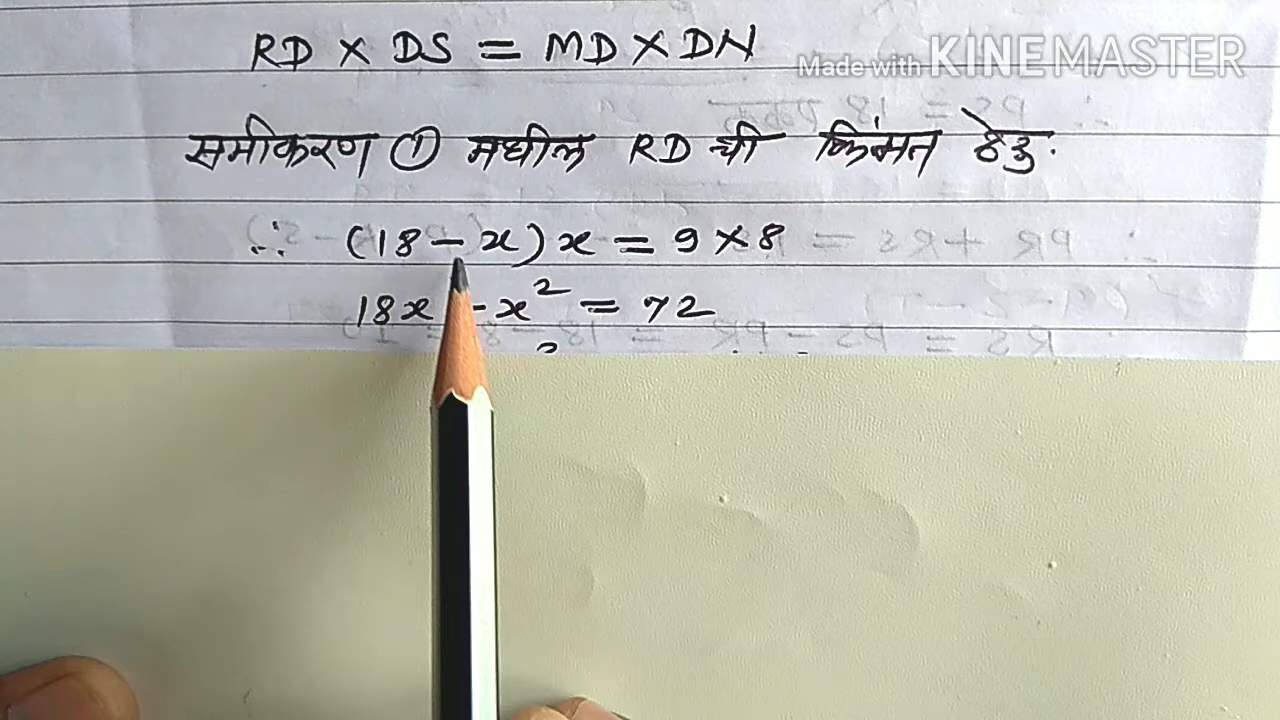 RD × DS = MD × DN
Made with KINEMASTER
समीकरण ① मधील RD ची किंमत ठेवु.
∴ (18 - x) x = 9 × 8
18x - x² = 72